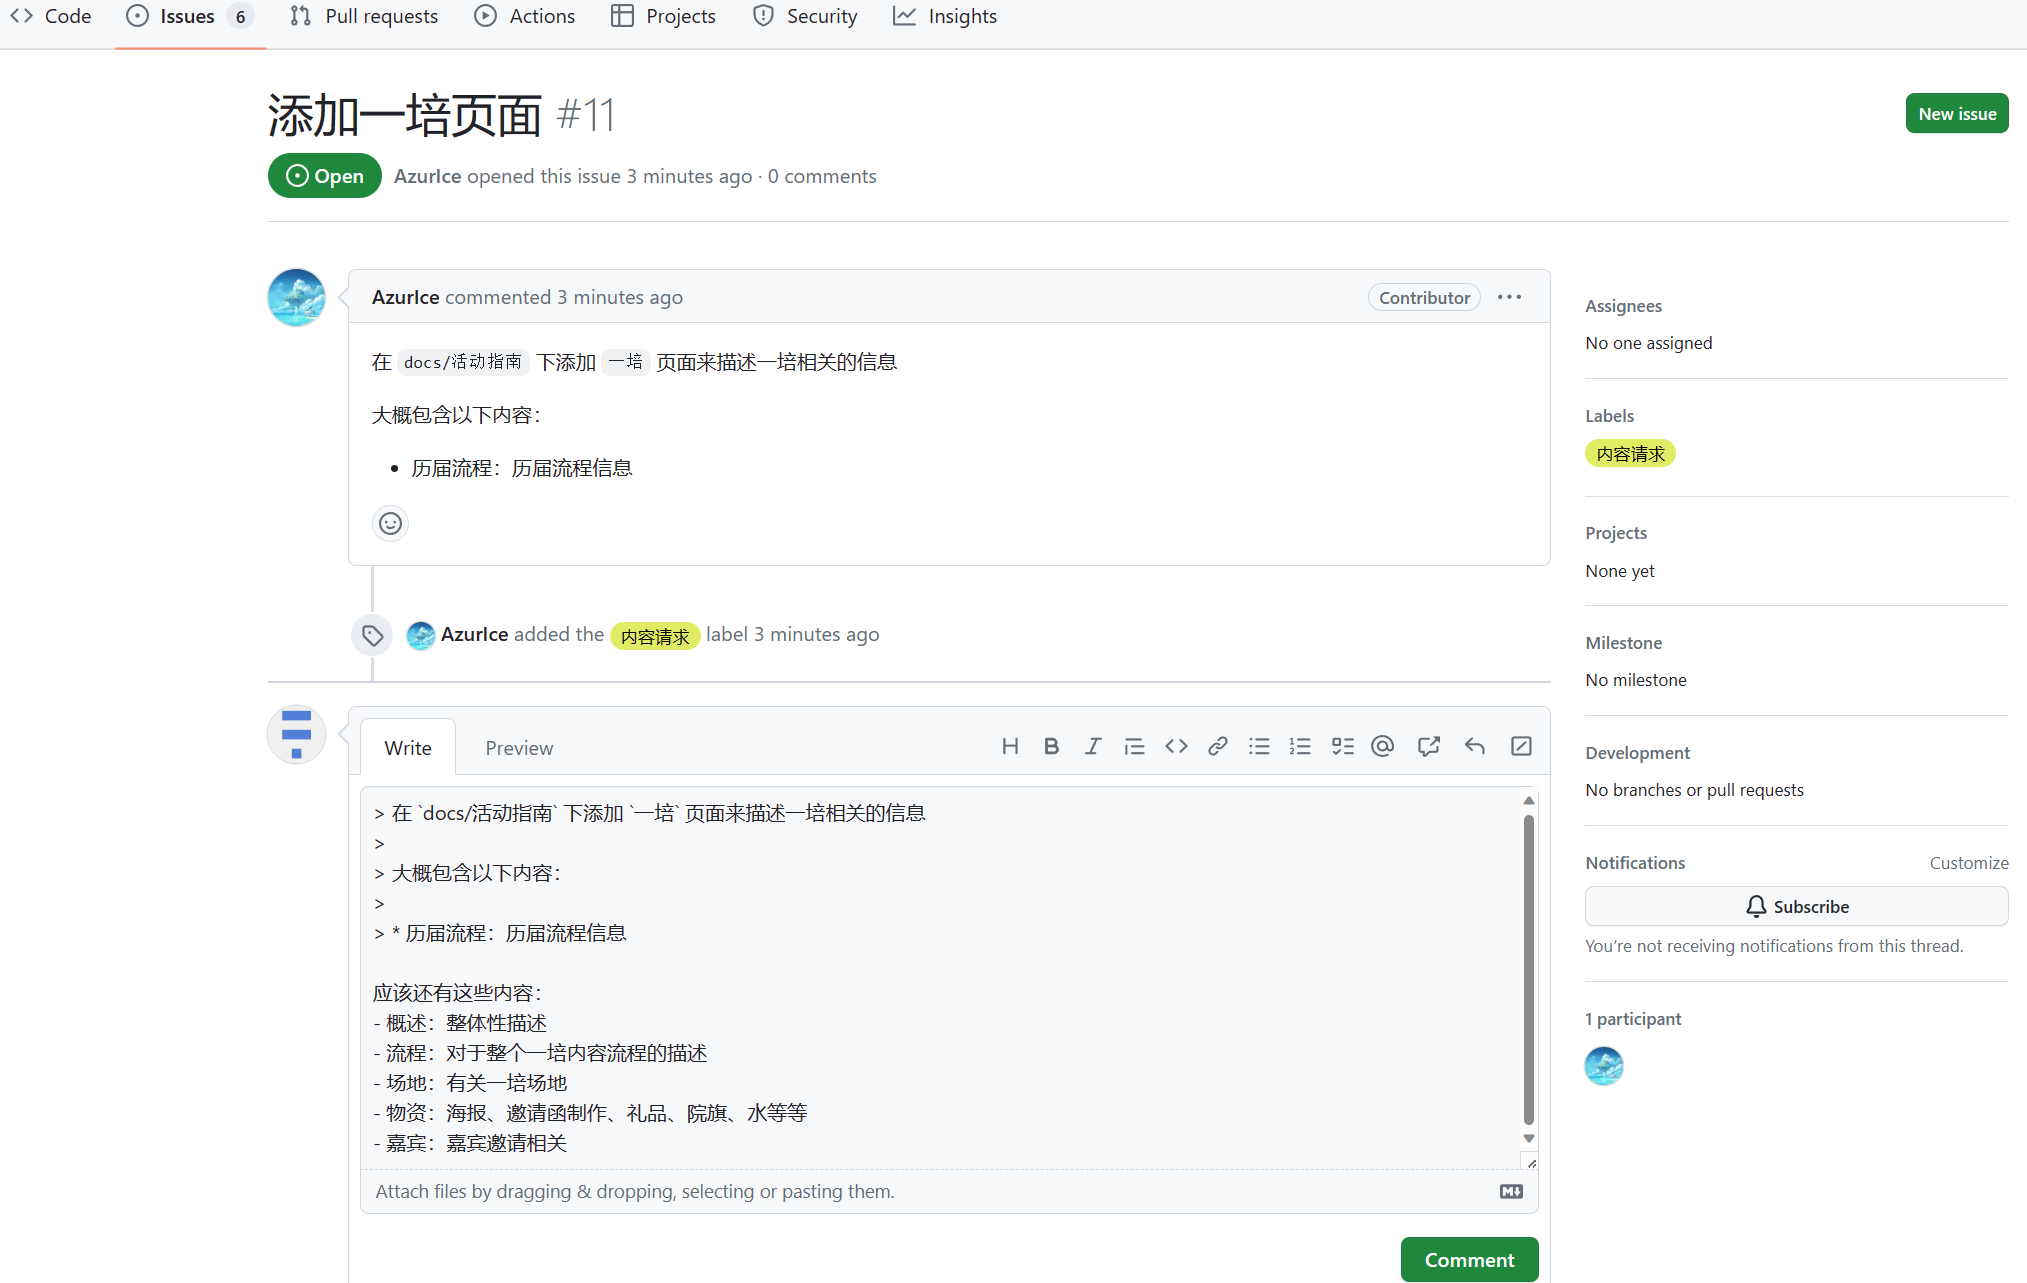 Code Issues 6 Pull requests Actions Projects Security Insights
添加一培页面 #11
New issue
Open AzurIce opened this issue 3 minutes ago · 0 comments
AzurIce commented 3 minutes ago Contributor
在 docs/活动指南 下添加 一培 页面来描述一培相关的信息
大概包含以下内容：
• 历届流程：历届流程信息
AzurIce added the 内容请求 label 3 minutes ago
Write Preview
> 在 `docs/活动指南` 下添加 `一培` 页面来描述一培相关的信息
>
> 大概包含以下内容：
>
> * 历届流程：历届流程信息
应该还有这些内容：
- 概述：整体性描述
- 流程：对于整个一培内容流程的描述
- 场地：有关一培场地
- 物资：海报、邀请函制作、礼品、院旗、水等等
- 嘉宾：嘉宾邀请相关
Attach files by dragging & dropping, selecting or pasting them.
Comment
Assignees
No one assigned
Labels
内容请求
Projects
None yet
Milestone
No milestone
Development
No branches or pull requests
Notifications Customize
Subscribe
You’re not receiving notifications from this thread.
1 participant